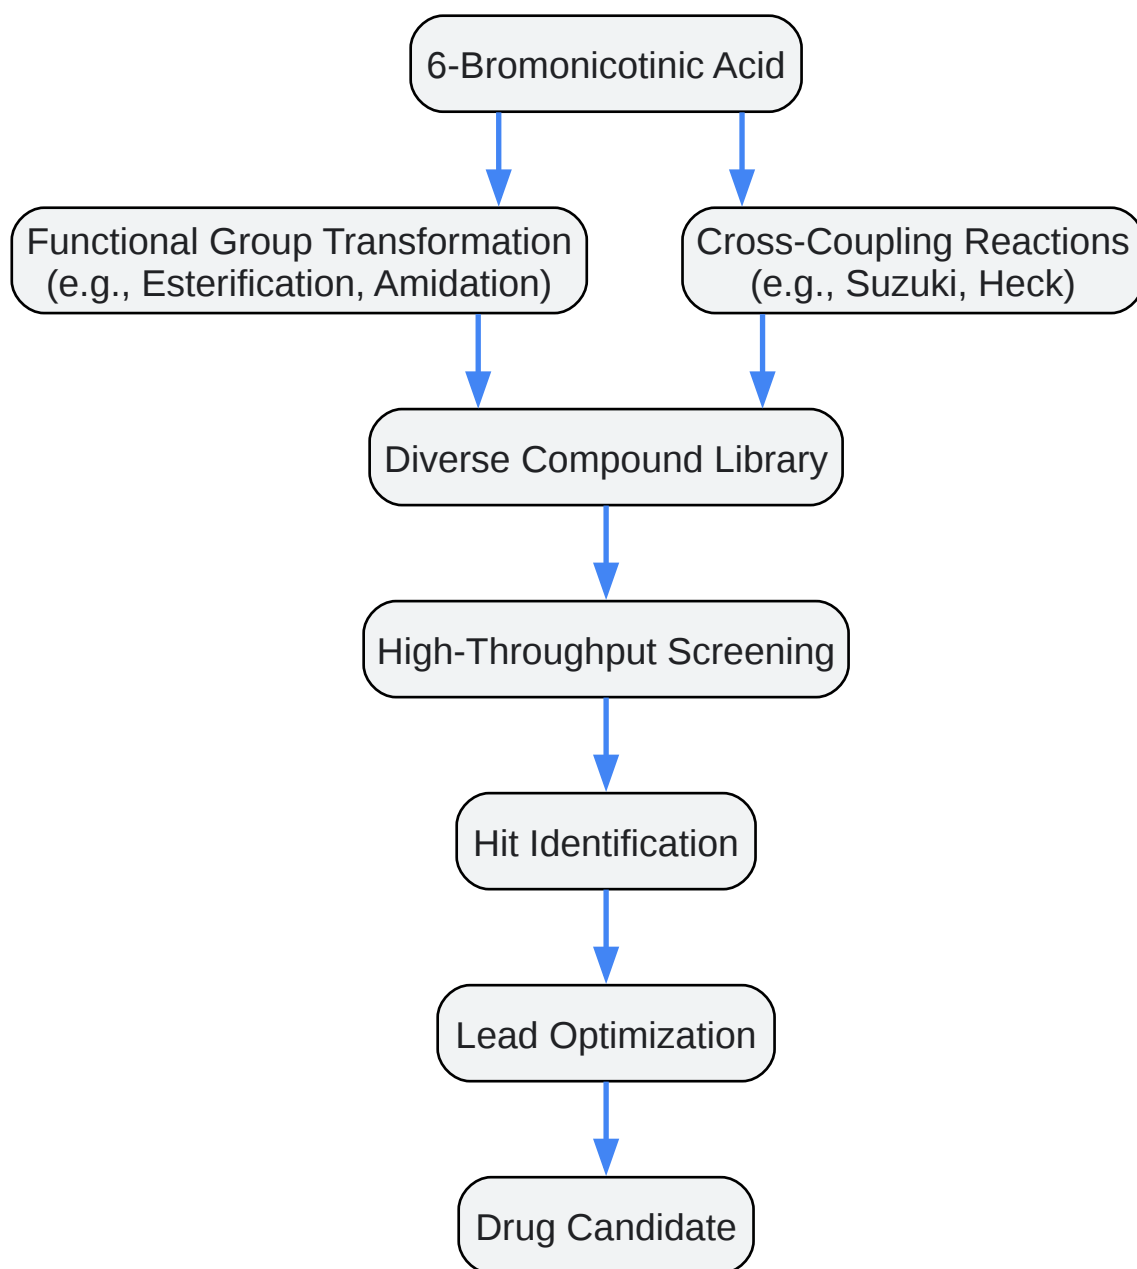 6-Bromonicotinic Acid
Functional Group Transformation
(e.g., Esterification, Amidation)
Cross-Coupling Reactions
(e.g., Suzuki, Heck)
Diverse Compound Library
High-Throughput Screening
Hit Identification
Lead Optimization
Drug Candidate